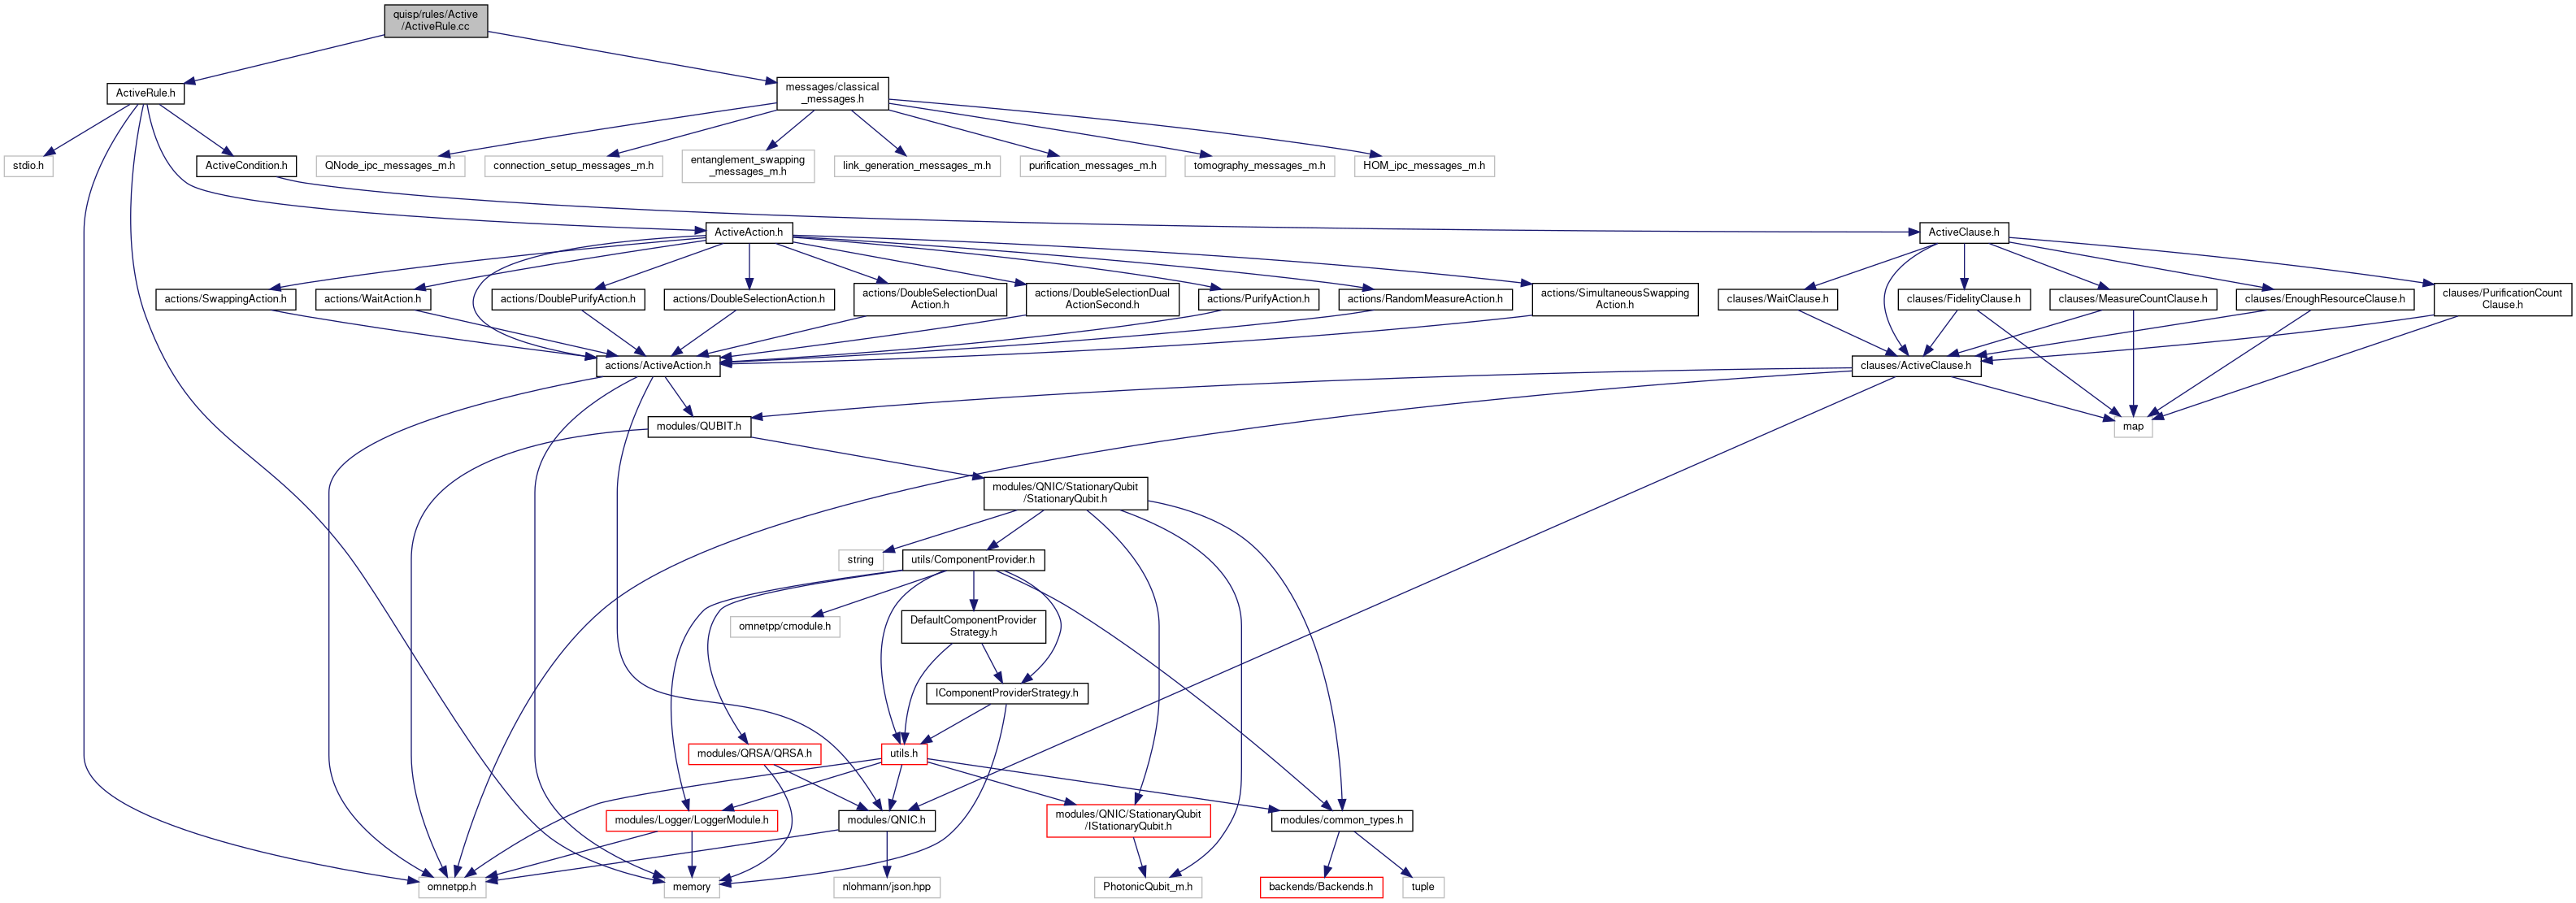 quisp/rules/Active
/ActiveRule.cc
ActiveRule.h
messages/classical
_messages.h
stdio.h
ActiveCondition.h
QNode_ipc_messages_m.h
connection_setup_messages_m.h
entanglement_swapping
_messages_m.h
link_generation_messages_m.h
purification_messages_m.h
tomography_messages_m.h
HOM_ipc_messages_m.h
ActiveAction.h
ActiveClause.h
actions/SwappingAction.h
actions/WaitAction.h
actions/DoublePurifyAction.h
actions/DoubleSelectionAction.h
actions/DoubleSelectionDual
Action.h
actions/DoubleSelectionDual
ActionSecond.h
actions/PurifyAction.h
actions/RandomMeasureAction.h
actions/SimultaneousSwapping
Action.h
clauses/WaitClause.h
clauses/FidelityClause.h
clauses/MeasureCountClause.h
clauses/EnoughResourceClause.h
clauses/PurificationCount
Clause.h
actions/ActiveAction.h
clauses/ActiveClause.h
modules/QUBIT.h
map
modules/QNIC/StationaryQubit
/StationaryQubit.h
string
utils/ComponentProvider.h
omnetpp/cmodule.h
DefaultComponentProvider
Strategy.h
IComponentProviderStrategy.h
modules/QRSA/QRSA.h
utils.h
modules/Logger/LoggerModule.h
modules/QNIC.h
modules/QNIC/StationaryQubit
/IStationaryQubit.h
modules/common_types.h
omnetpp.h
memory
nlohmann/json.hpp
PhotonicQubit_m.h
backends/Backends.h
tuple